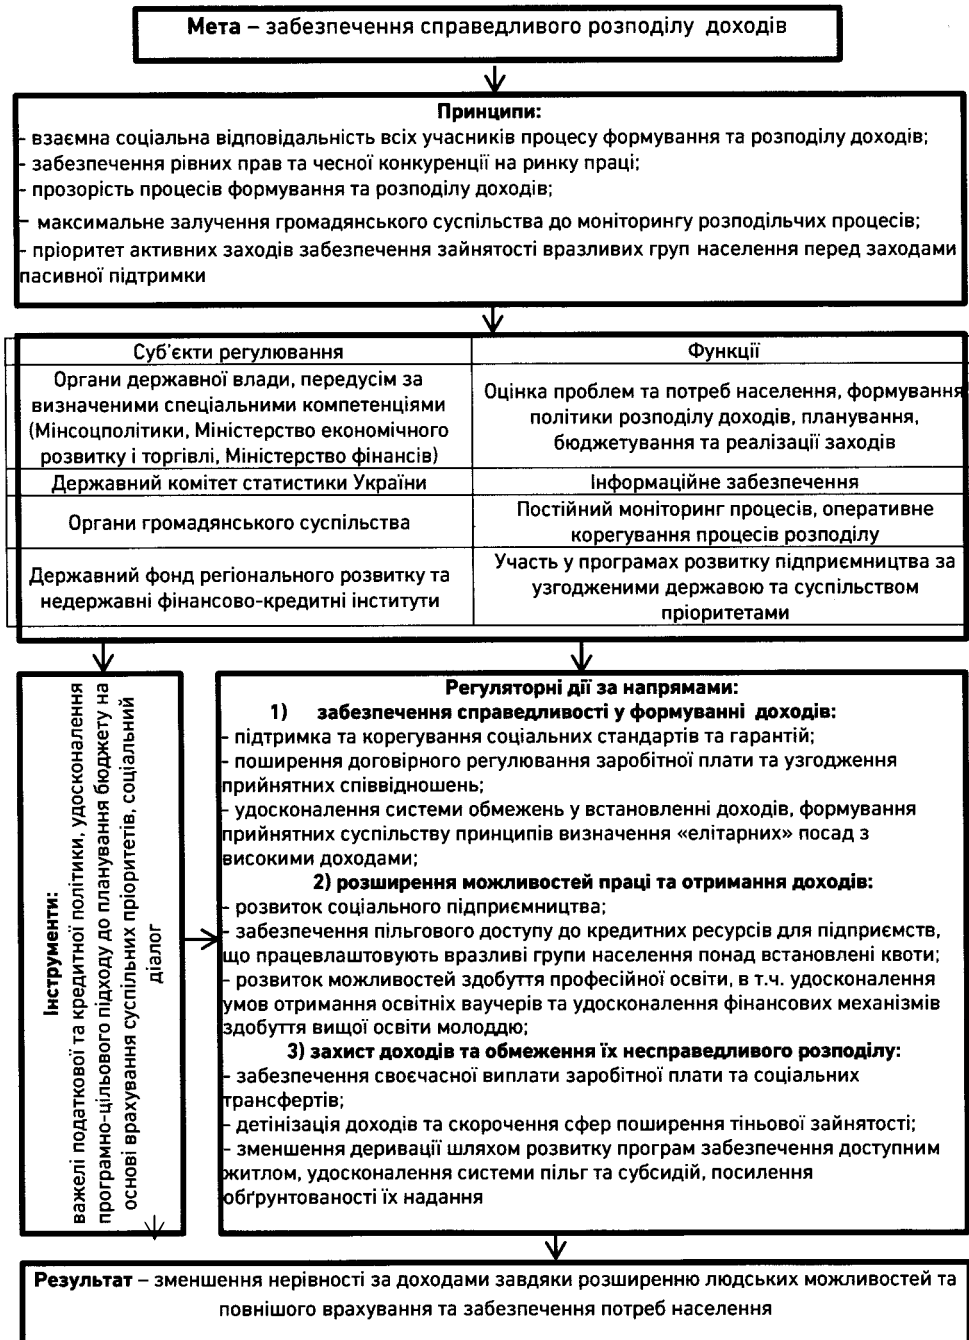 Мета – забезпечення справедливого розподілу доходів
Принципи:
- взаємна соціальна відповідальність всіх учасників процесу формування та розподілу доходів;
- забезпечення рівних прав та чесної конкуренції на ринку праці;
- прозорість процесів формування та розподілу доходів;
- максимальне залучення громадянського суспільства до моніторингу розподільчих процесів;
- пріоритет активних заходів забезпечення зайнятості вразливих груп населення перед заходами
пасивної підтримки
Суб'єкти регулювання
Функції
Органи державної влади, передусім за
визначеними спеціальними компетенціями
(Мінсоцполітики, Міністерство економічного
розвитку і торгівлі, Міністерство фінансів)
Оцінка проблем та потреб населення, формування
політики розподілу доходів, планування,
бюджетування та реалізації заходів
Державний комітет статистики України
Інформаційне забезпечення
Органи громадянського суспільства
Постійний моніторинг процесів, оперативне
корегування процесів розподілу
Державний фонд регіонального розвитку та
недержавні фінансово-кредитні інститути
Участь у програмах розвитку підприємництва за
узгодженими державою та суспільством
пріоритетами
Інструменти:
важелі податкової та кредитної політики, удосконалення
програмно-цільового підходу до планування бюджету на
основі врахування суспільних пріоритетів, соціальний
діалог
Регуляторні дії за напрямами:
1) забезпечення справедливості у формуванні доходів:
- підтримка та корегування соціальних стандартів та гарантій;
- поширення договірного регулювання заробітної плати та узгодження
прийнятних співвідношень;
- удосконалення системи обмежень у встановленні доходів, формування
прийнятних суспільству принципів визначення «елітарних» посад з
високими доходами;
2) розширення можливостей праці та отримання доходів:
- розвиток соціального підприємництва;
- забезпечення пільгового доступу до кредитних ресурсів для підприємств,
що працевлаштовують вразливі групи населення понад встановлені квоти;
- розвиток можливостей здобуття професійної освіти, в т.ч. удосконалення
умов отримання освітніх ваучерів та удосконалення фінансових механізмів
здобуття вищої освіти молоддю;
3) захист доходів та обмеження їх несправедливого розподілу:
- забезпечення своєчасної виплати заробітної плати та соціальних
трансфертів;
- детінізація доходів та скорочення сфер поширення тіньової зайнятості;
- зменшення деривації шляхом розвитку програм забезпечення доступним
житлом, удосконалення системи пільг та субсидій, посилення
обґрунтованості їх надання
Результат – зменшення нерівності за доходами завдяки розширенню людських можливостей та
повнішого врахування та забезпечення потреб населення